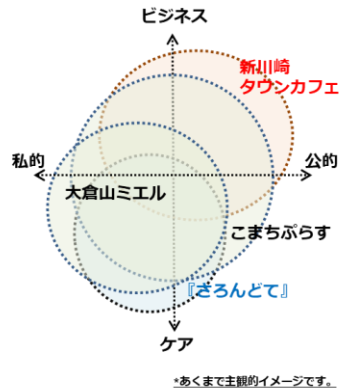 ビジネス
新川崎
タウンカフェ
私的
公的
大倉山ミエル
こまちぷらす
『さろんどて』
ケア
*あくまで主観的イメージです。